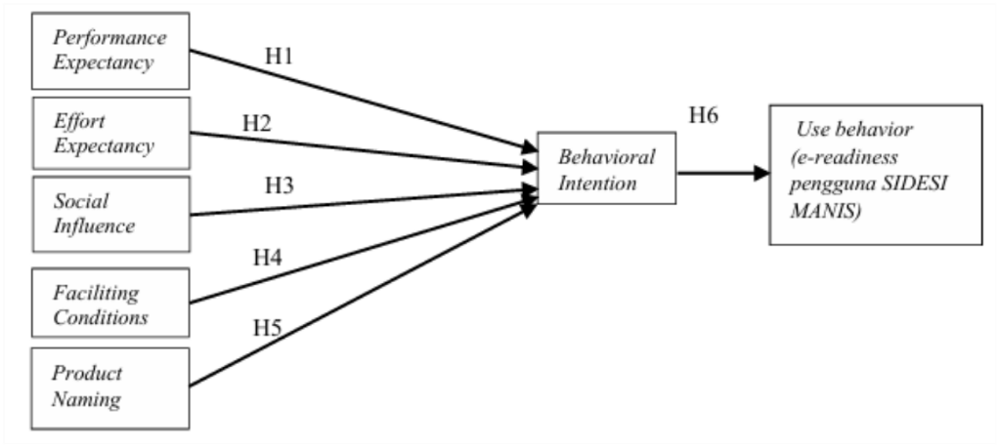 Performance
Expectancy
H1
Effort
Expectancy
H2
Social
Influence
H3
Faciliting
Conditions
H4
Product
Naming
H5
Behavioral
Intention
H6
Use behavior
(e-readiness
pengguna SIDESI
MANIS)